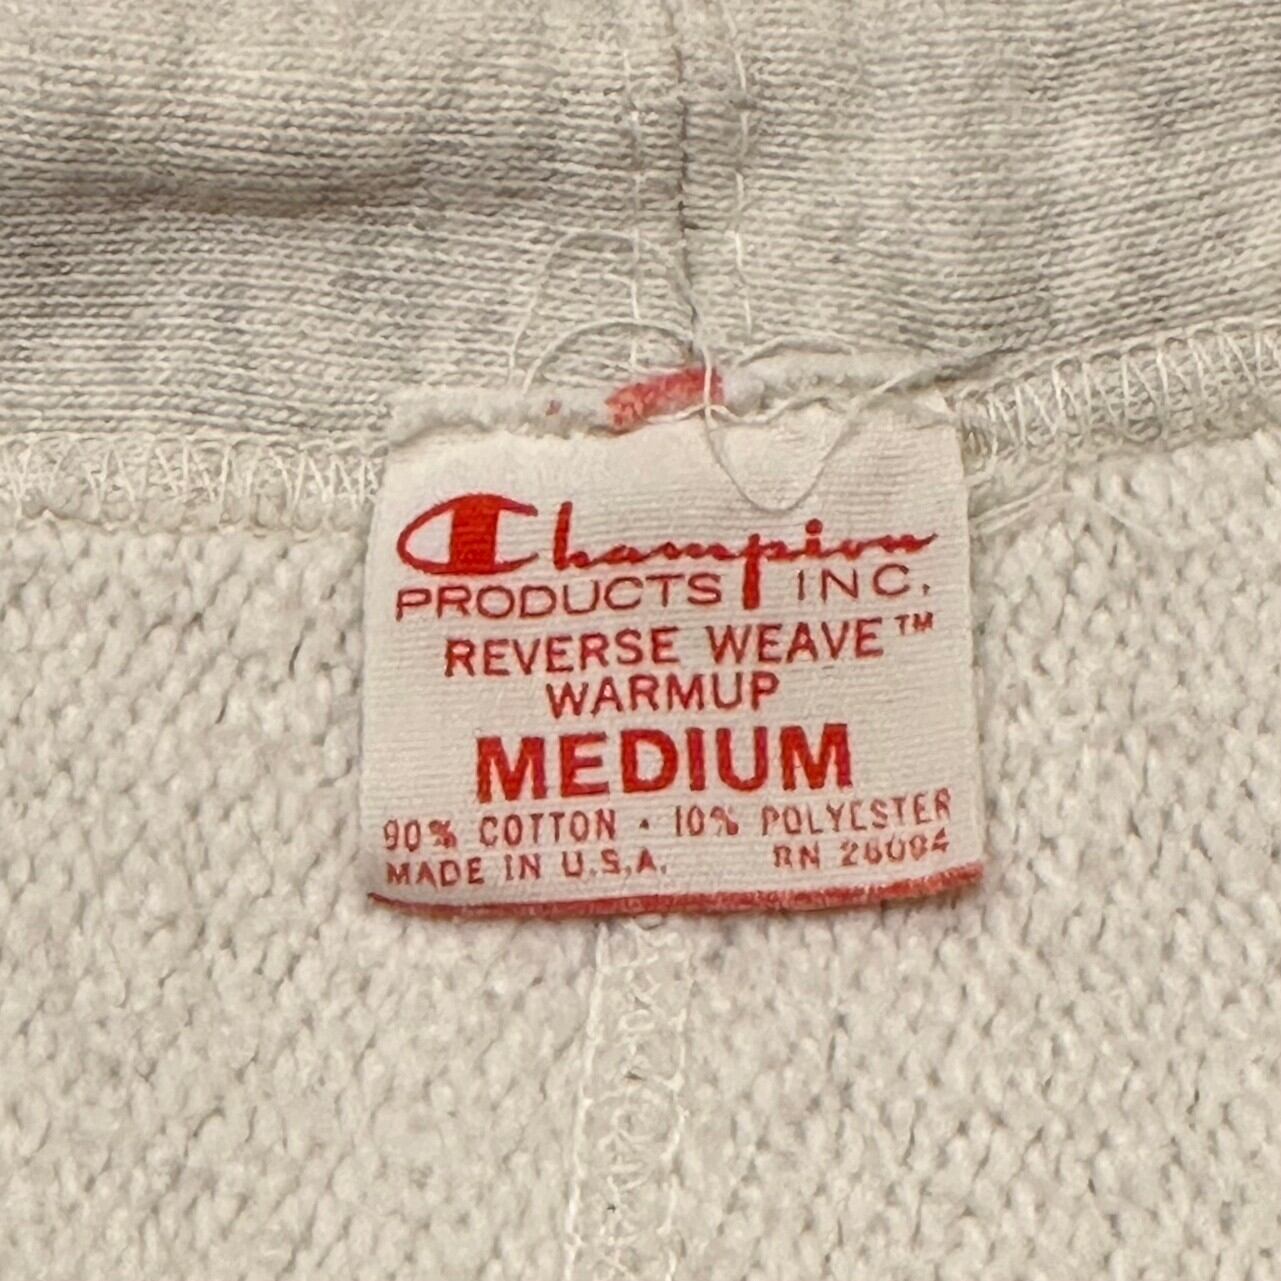 Champion
PRODUCTS INC.
REVERSE WEAVE™
WARMUP
MEDIUM
90% COTTON · 10% POLYESTER
MADE IN U.S.A. RN 26094